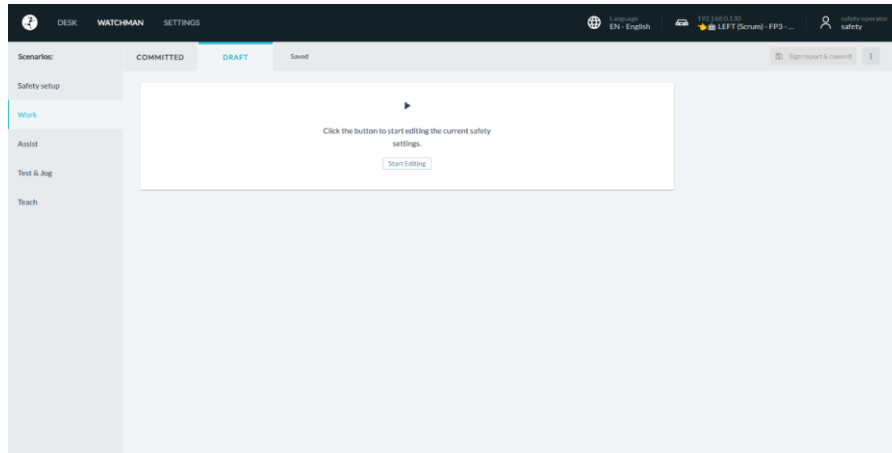 DESK WATCHMAN SETTINGS
Language
EN - English
192.168.0.130
LEFT (Scrum) - FP3 - ...
safety-operator
safety
Scenarios:
COMMITTED DRAFT Saved
Sign report & commit
Safety setup
Work
Assist
Test & Jog
Teach
Click the button to start editing the current safety
settings.
Start Editing